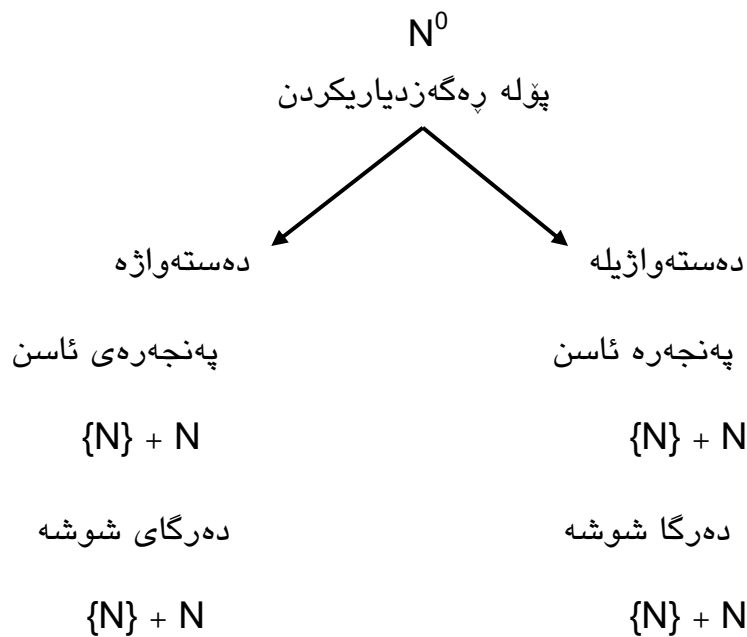 N⁰
پۆلە ڕەگەزدیاریکردن
دەستەواژیلە دەستەواژە
پەنجەرە ئاسن پەنجەرەی ئاسن
{N} + N {N} + N
دەرگا شوشە دەرگای شوشە
{N} + N {N} + N